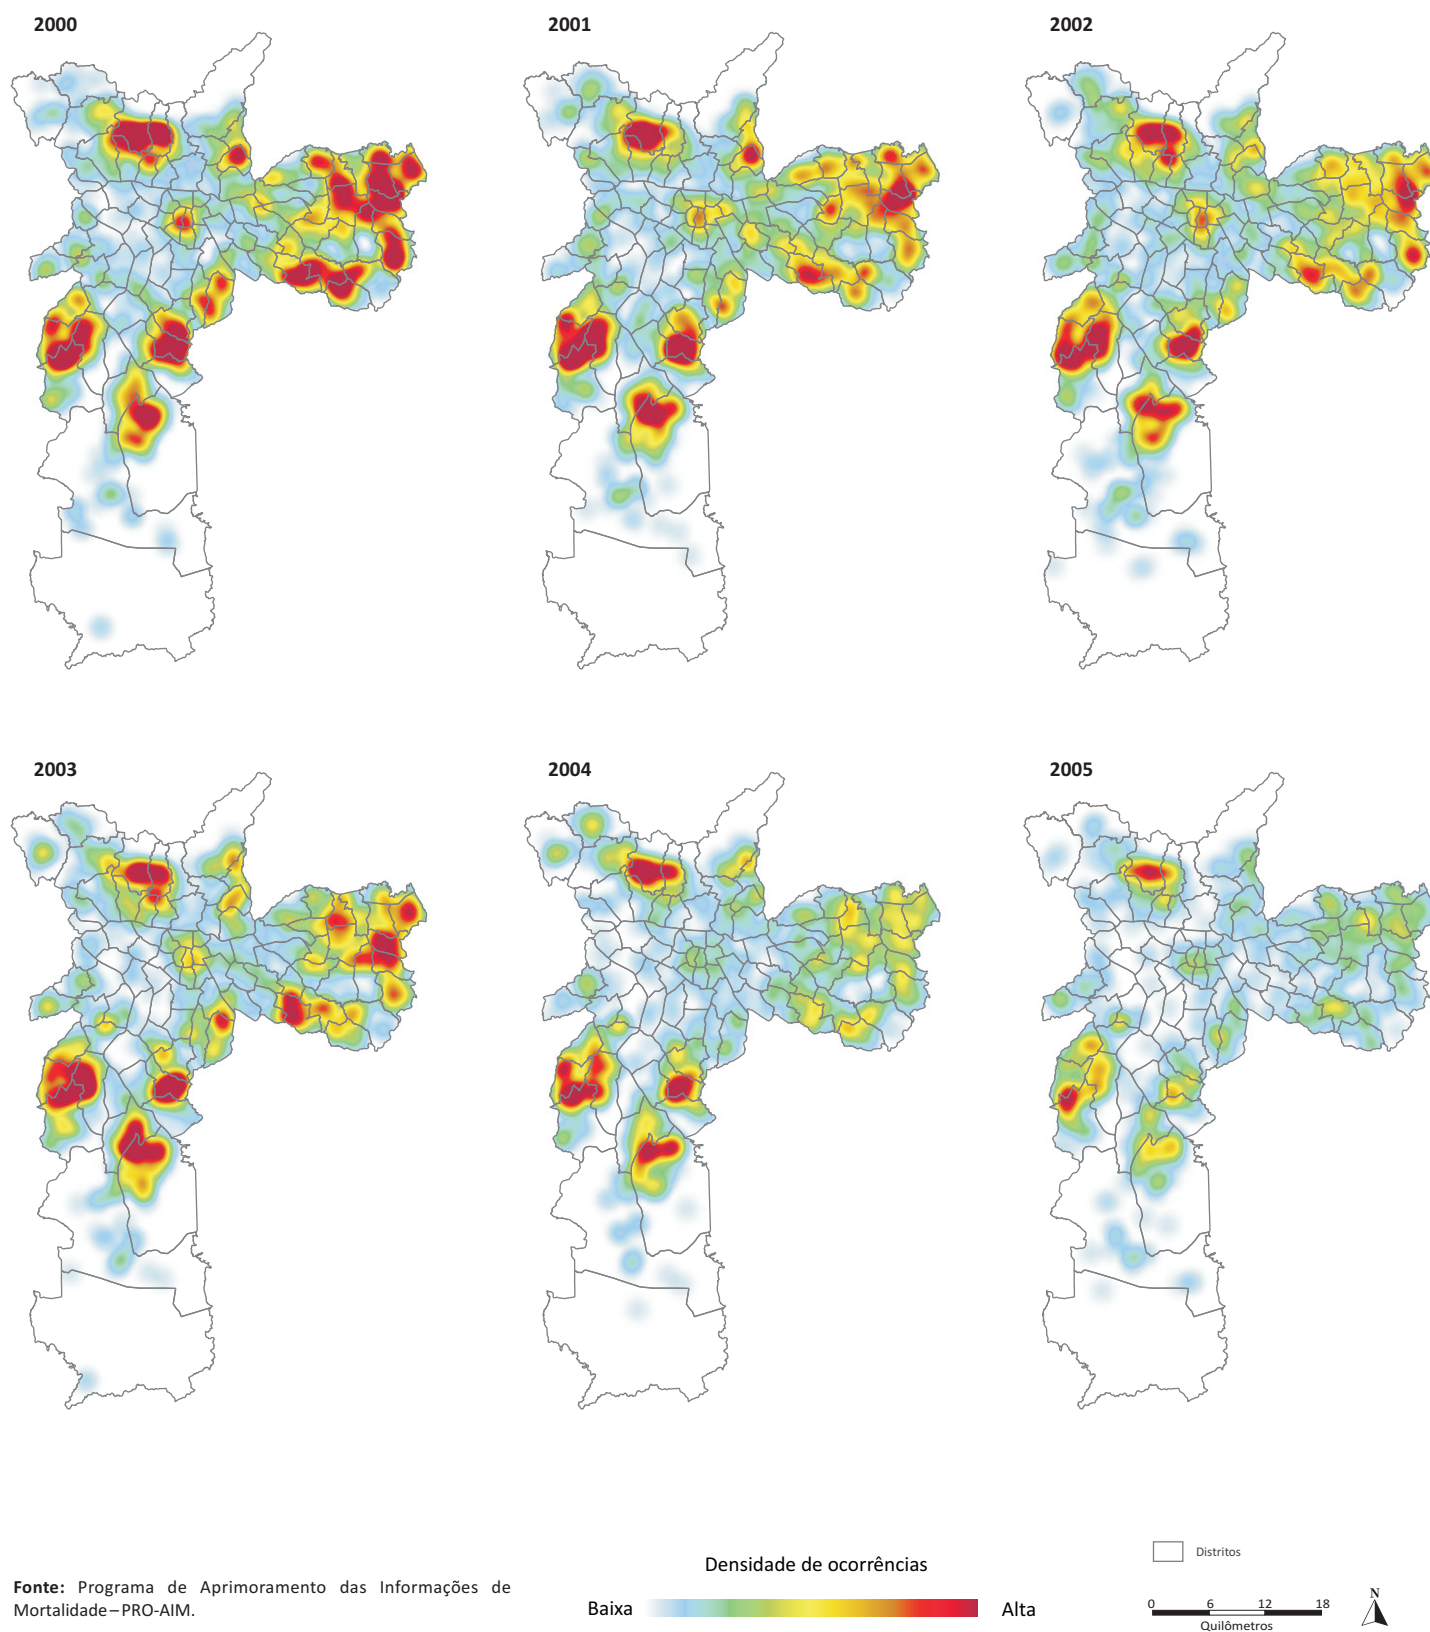 2000
2001
2002
2003
2004
2005
Fonte: Programa de Aprimoramento das Informações de
Mortalidade–PRO-AIM.
Densidade de ocorrências
Baixa
Alta
Distritos
0 6 12 18
Quilômetros
N